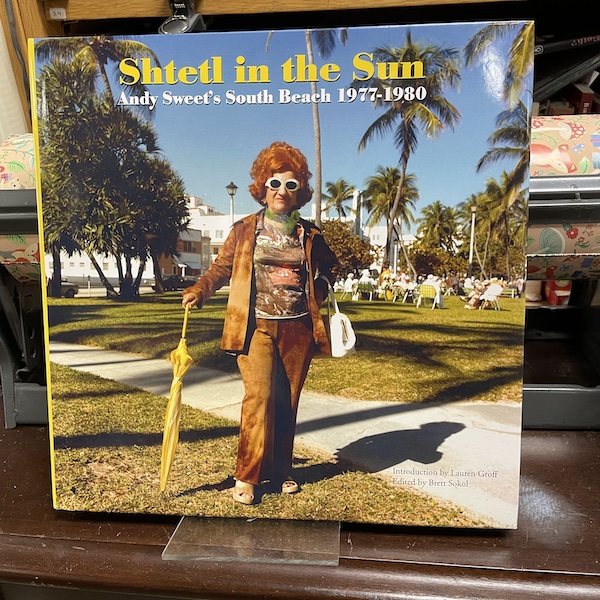 Shtetl in the Sun
Andy Sweet's South Beach 1977-1980
Introduction by Lauren Groff
Edited by Brett Sokol